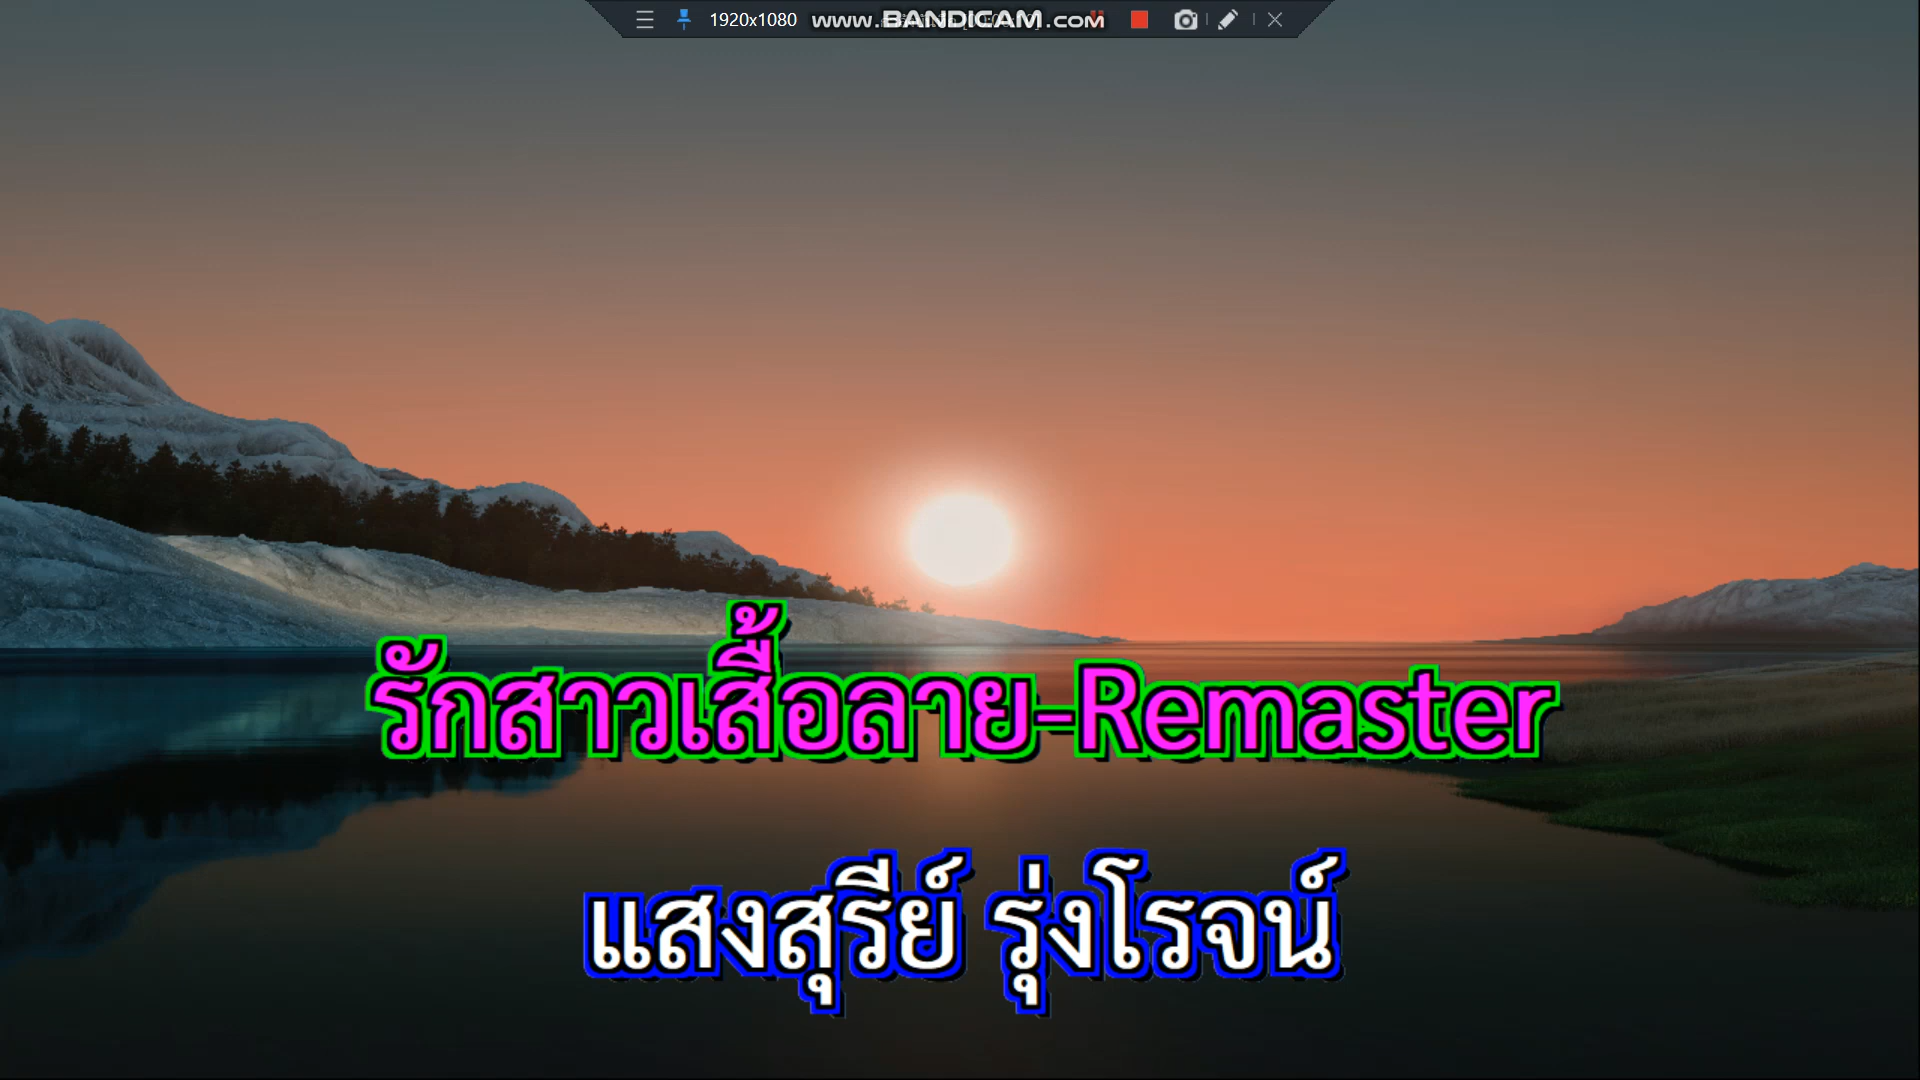 1920x1080 www.BANDICAM.COM
รักสาวเสื้อลาย-Remaster
แสงสุรีย์ รุ่งโรจน์